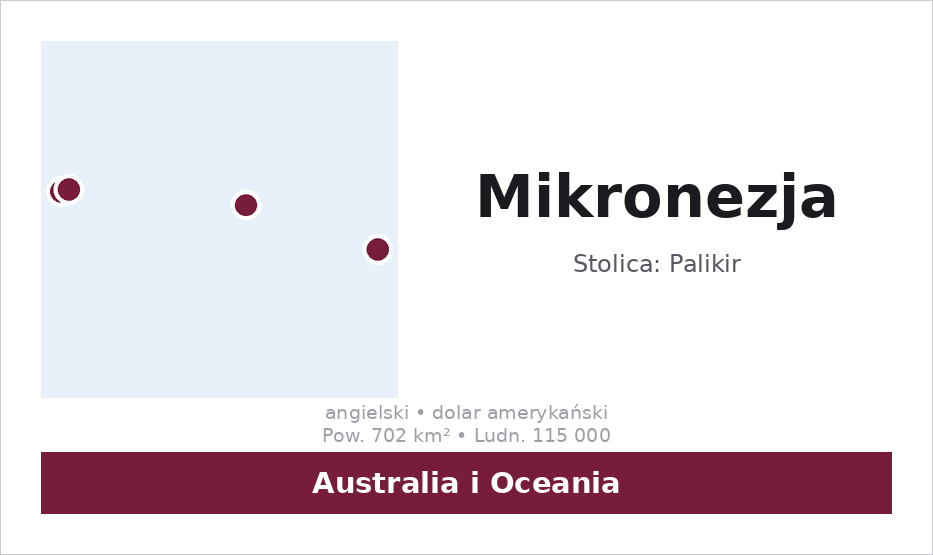 Mikronezja
Stolica: Palikir
angielski • dolar amerykański
Pow. 702 km² • Ludn. 115 000
Australia i Oceania